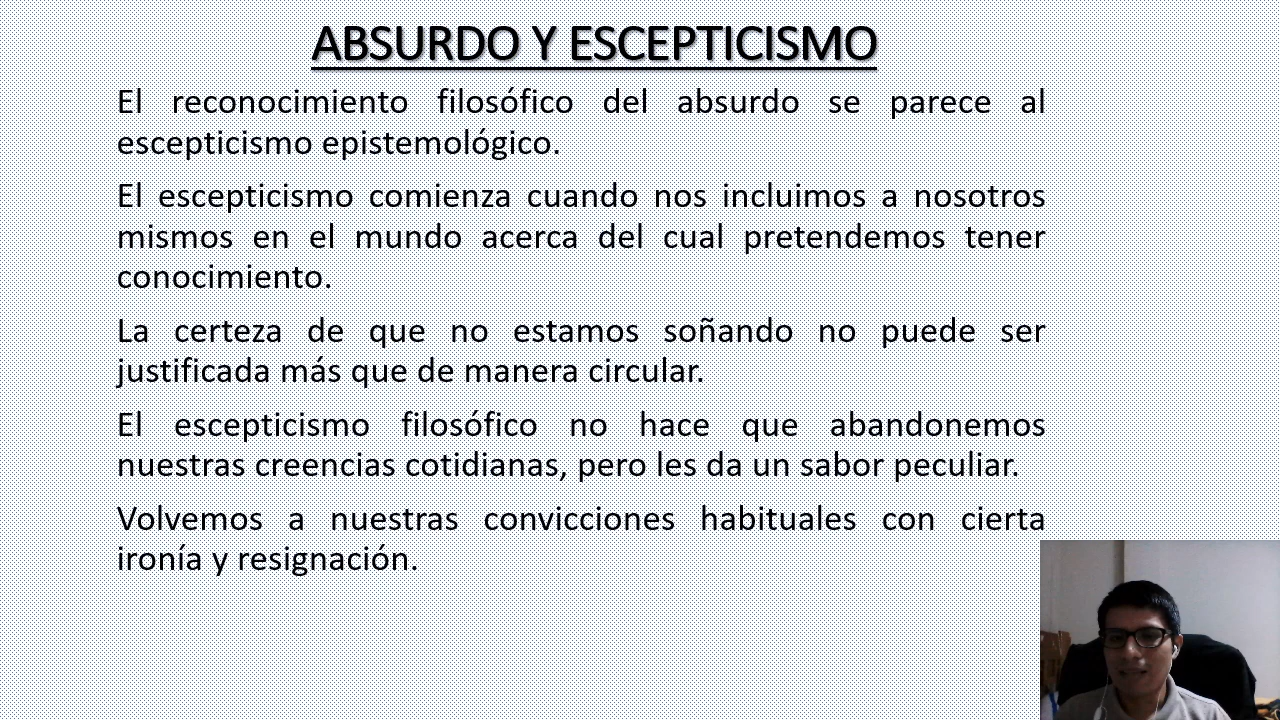 ABSURDO Y ESCEPTICISMO
El reconocimiento filosófico del absurdo se parece al
escepticismo epistemológico.
El escepticismo comienza cuando nos incluimos a nosotros
mismos en el mundo acerca del cual pretendemos tener
conocimiento.
La certeza de que no estamos soñando no puede ser
justificada más que de manera circular.
El escepticismo filosófico no hace que abandonemos
nuestras creencias cotidianas, pero les da un sabor peculiar.
Volvemos a nuestras convicciones habituales con cierta
ironía y resignación.